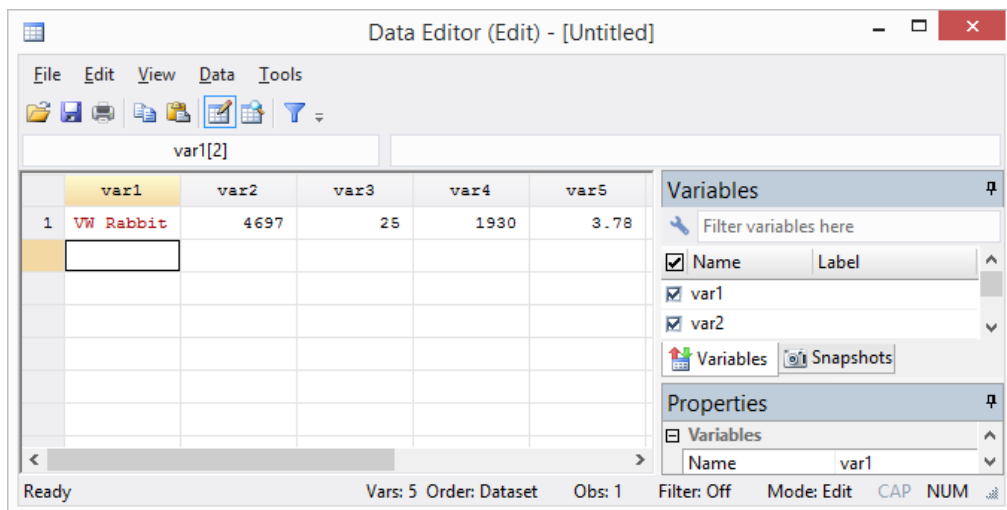 Data Editor (Edit) - [Untitled]
File Edit View Data Tools
var1[2]
var1 var2 var3 var4 var5
1 VW Rabbit 4697 25 1930 3.78
Variables
Filter variables here
Name Label
var1
var2
Variables Snapshots
Properties
Variables
Name var1
Ready Vars: 5 Order: Dataset Obs: 1 Filter: Off Mode: Edit CAP NUM